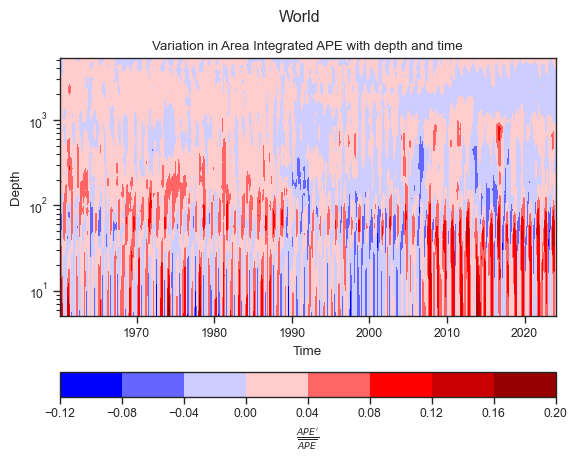 World
Variation in Area Integrated APE with depth and time
10³
10²
10¹
Depth
1970 1980 1990 2000 2010 2020
Time
−0.12 −0.08 −0.04 0.00 0.04 0.08 0.12 0.16 0.20
APE′
APE